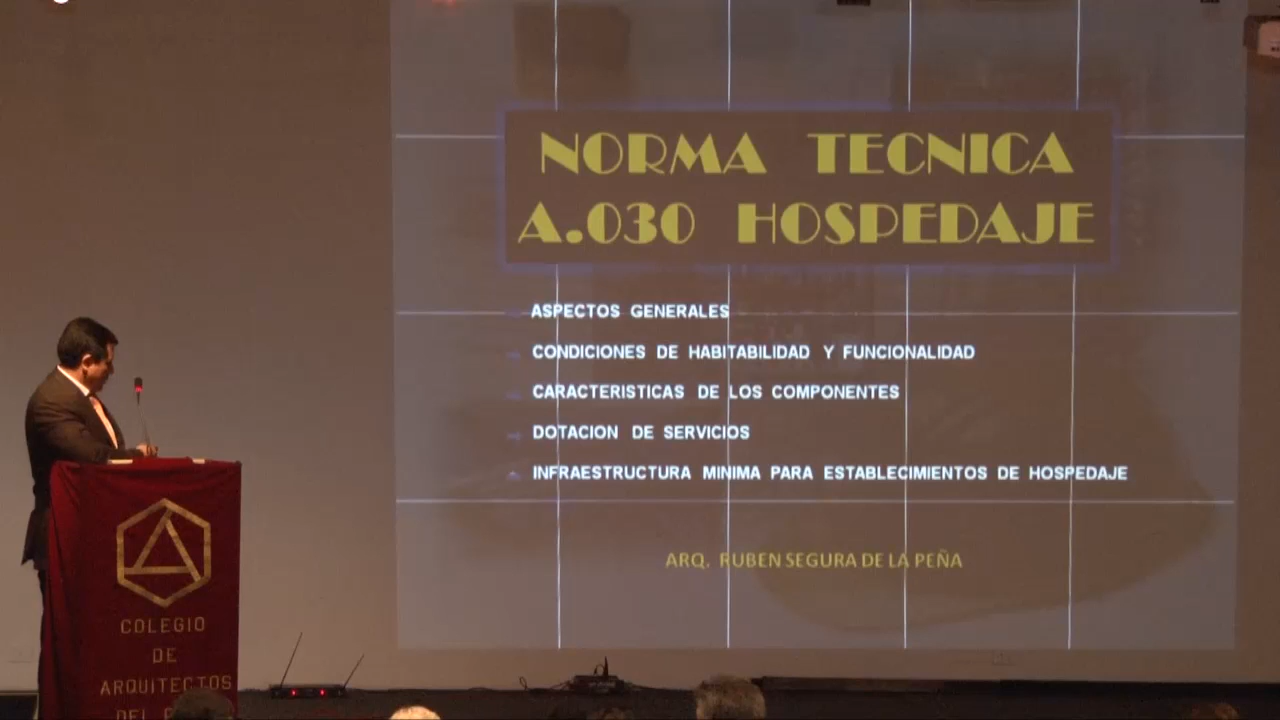 NORMA TECNICA
A.030 HOSPEDAJE
ASPECTOS GENERALES
CONDICIONES DE HABITABILIDAD Y FUNCIONALIDAD
CARACTERISTICAS DE LOS COMPONENTES
DOTACION DE SERVICIOS
INFRAESTRUCTURA MINIMA PARA ESTABLECIMIENTOS DE HOSPEDAJE
ARQ. RUBEN SEGURA DE LA PEÑA
COLEGIO
DE
ARQUITECTOS
DEL